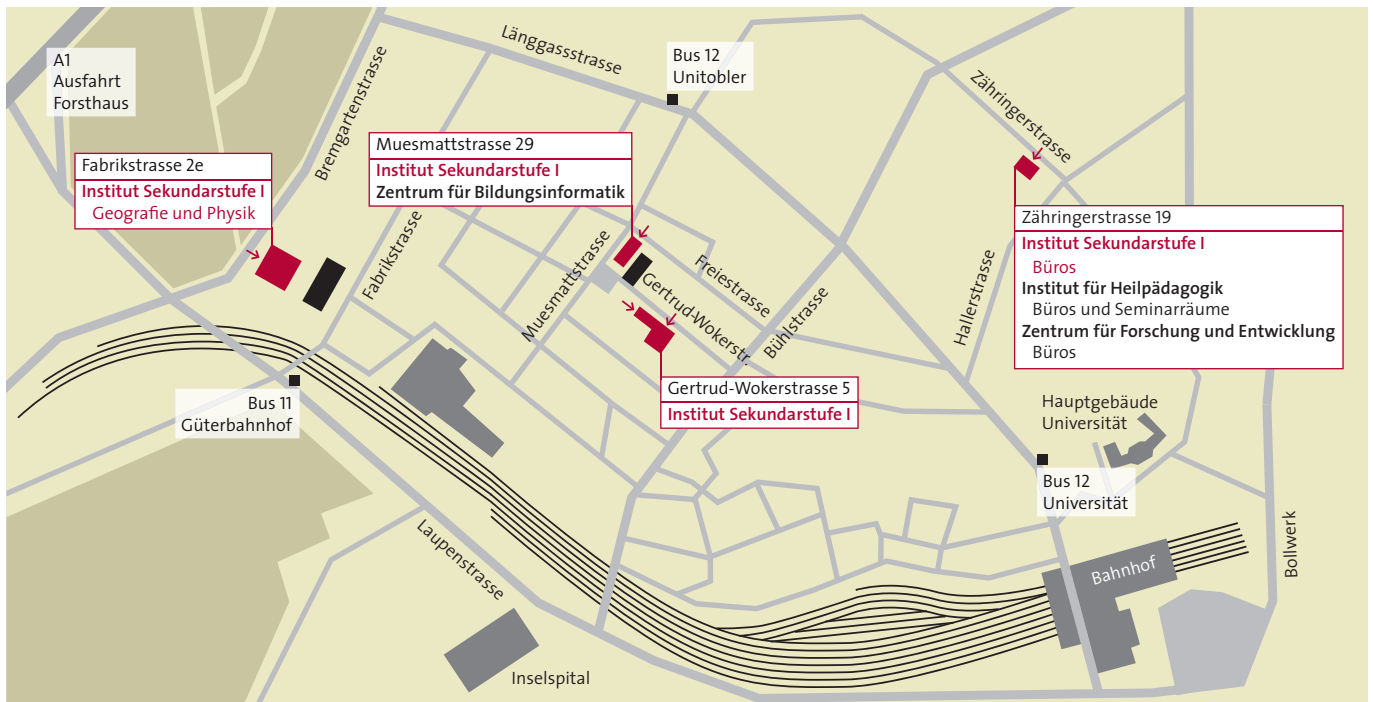 A1
Ausfahrt
Forsthaus
Bremgartenstrasse
Länggassstrasse
Bus 12
Unitobler
Zähringerstrasse
Fabrikstrasse 2e
Institut Sekundarstufe I
Geografie und Physik
Muesmattstrasse 29
Institut Sekundarstufe I
Zentrum für Bildungsinformatik
Zähringerstrasse 19
Institut Sekundarstufe I
Büros
Institut für Heilpädagogik
Büros und Seminarräume
Zentrum für Forschung und Entwicklung
Büros
Fabrikstrasse
Muesmattstrasse
Freiestrasse
Gertrud-Wokerstr.
Bühlstrasse
Hallerstrasse
Gertrud-Wokerstrasse 5
Institut Sekundarstufe I
Bus 11
Güterbahnhof
Hauptgebäude
Universität
Bus 12
Universität
Laupenstrasse
Bahnhof
Bollwerk
Inselspital